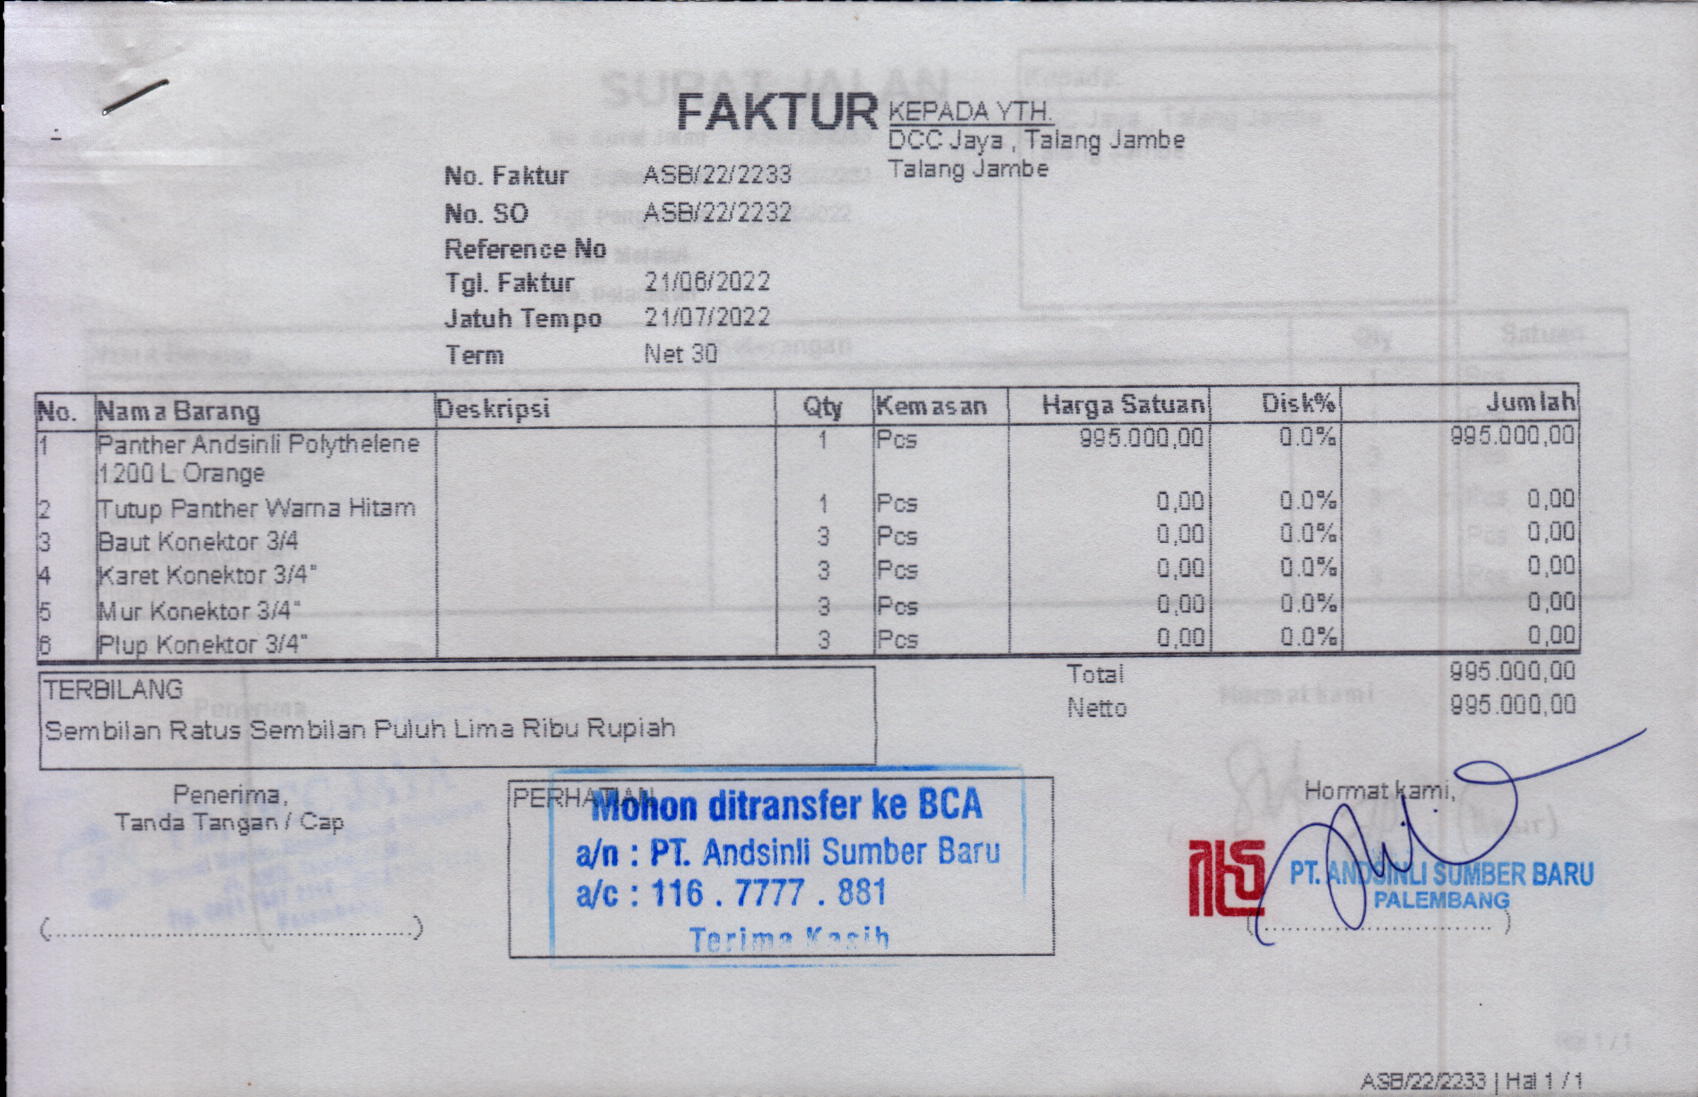 FAKTUR
KEPADA YTH.
DCC Jaya , Talang Jambe
Talang Jambe
No. Faktur ASB/22/2233
No. SO ASB/22/2232
Reference No
Tgl. Faktur 21/06/2022
Jatuh Tempo 21/07/2022
Term Net 30
No. Nama Barang Deskripsi Qty Kemasan Harga Satuan Disk% Jumlah
1 Panther Andsinli Polythelene 1 Pcs 995.000,00 0.0% 995.000,00
1200 L Orange
2 Tutup Panther Warna Hitam 1 Pcs 0,00 0.0% 0,00
3 Baut Konektor 3/4 3 Pcs 0,00 0.0% 0,00
4 Karet Konektor 3/4" 3 Pcs 0,00 0.0% 0,00
5 Mur Konektor 3/4" 3 Pcs 0,00 0.0% 0,00
6 Plup Konektor 3/4" 3 Pcs 0,00 0.0% 0,00
Total 995.000,00
Netto 995.000,00
TERBILANG
Sembilan Ratus Sembilan Puluh Lima Ribu Rupiah
Penerima,
Tanda Tangan / Cap
(....................................................)
PERHATIAN
Mohon ditransfer ke BCA
a/n : PT. Andsinli Sumber Baru
a/c : 116 . 7777 . 881
Terima Kasih
Hormat kami,
PT. ANDSINLI SUMBER BARU
PALEMBANG
(.................................)
ASB/22/2233 | Hal 1 / 1